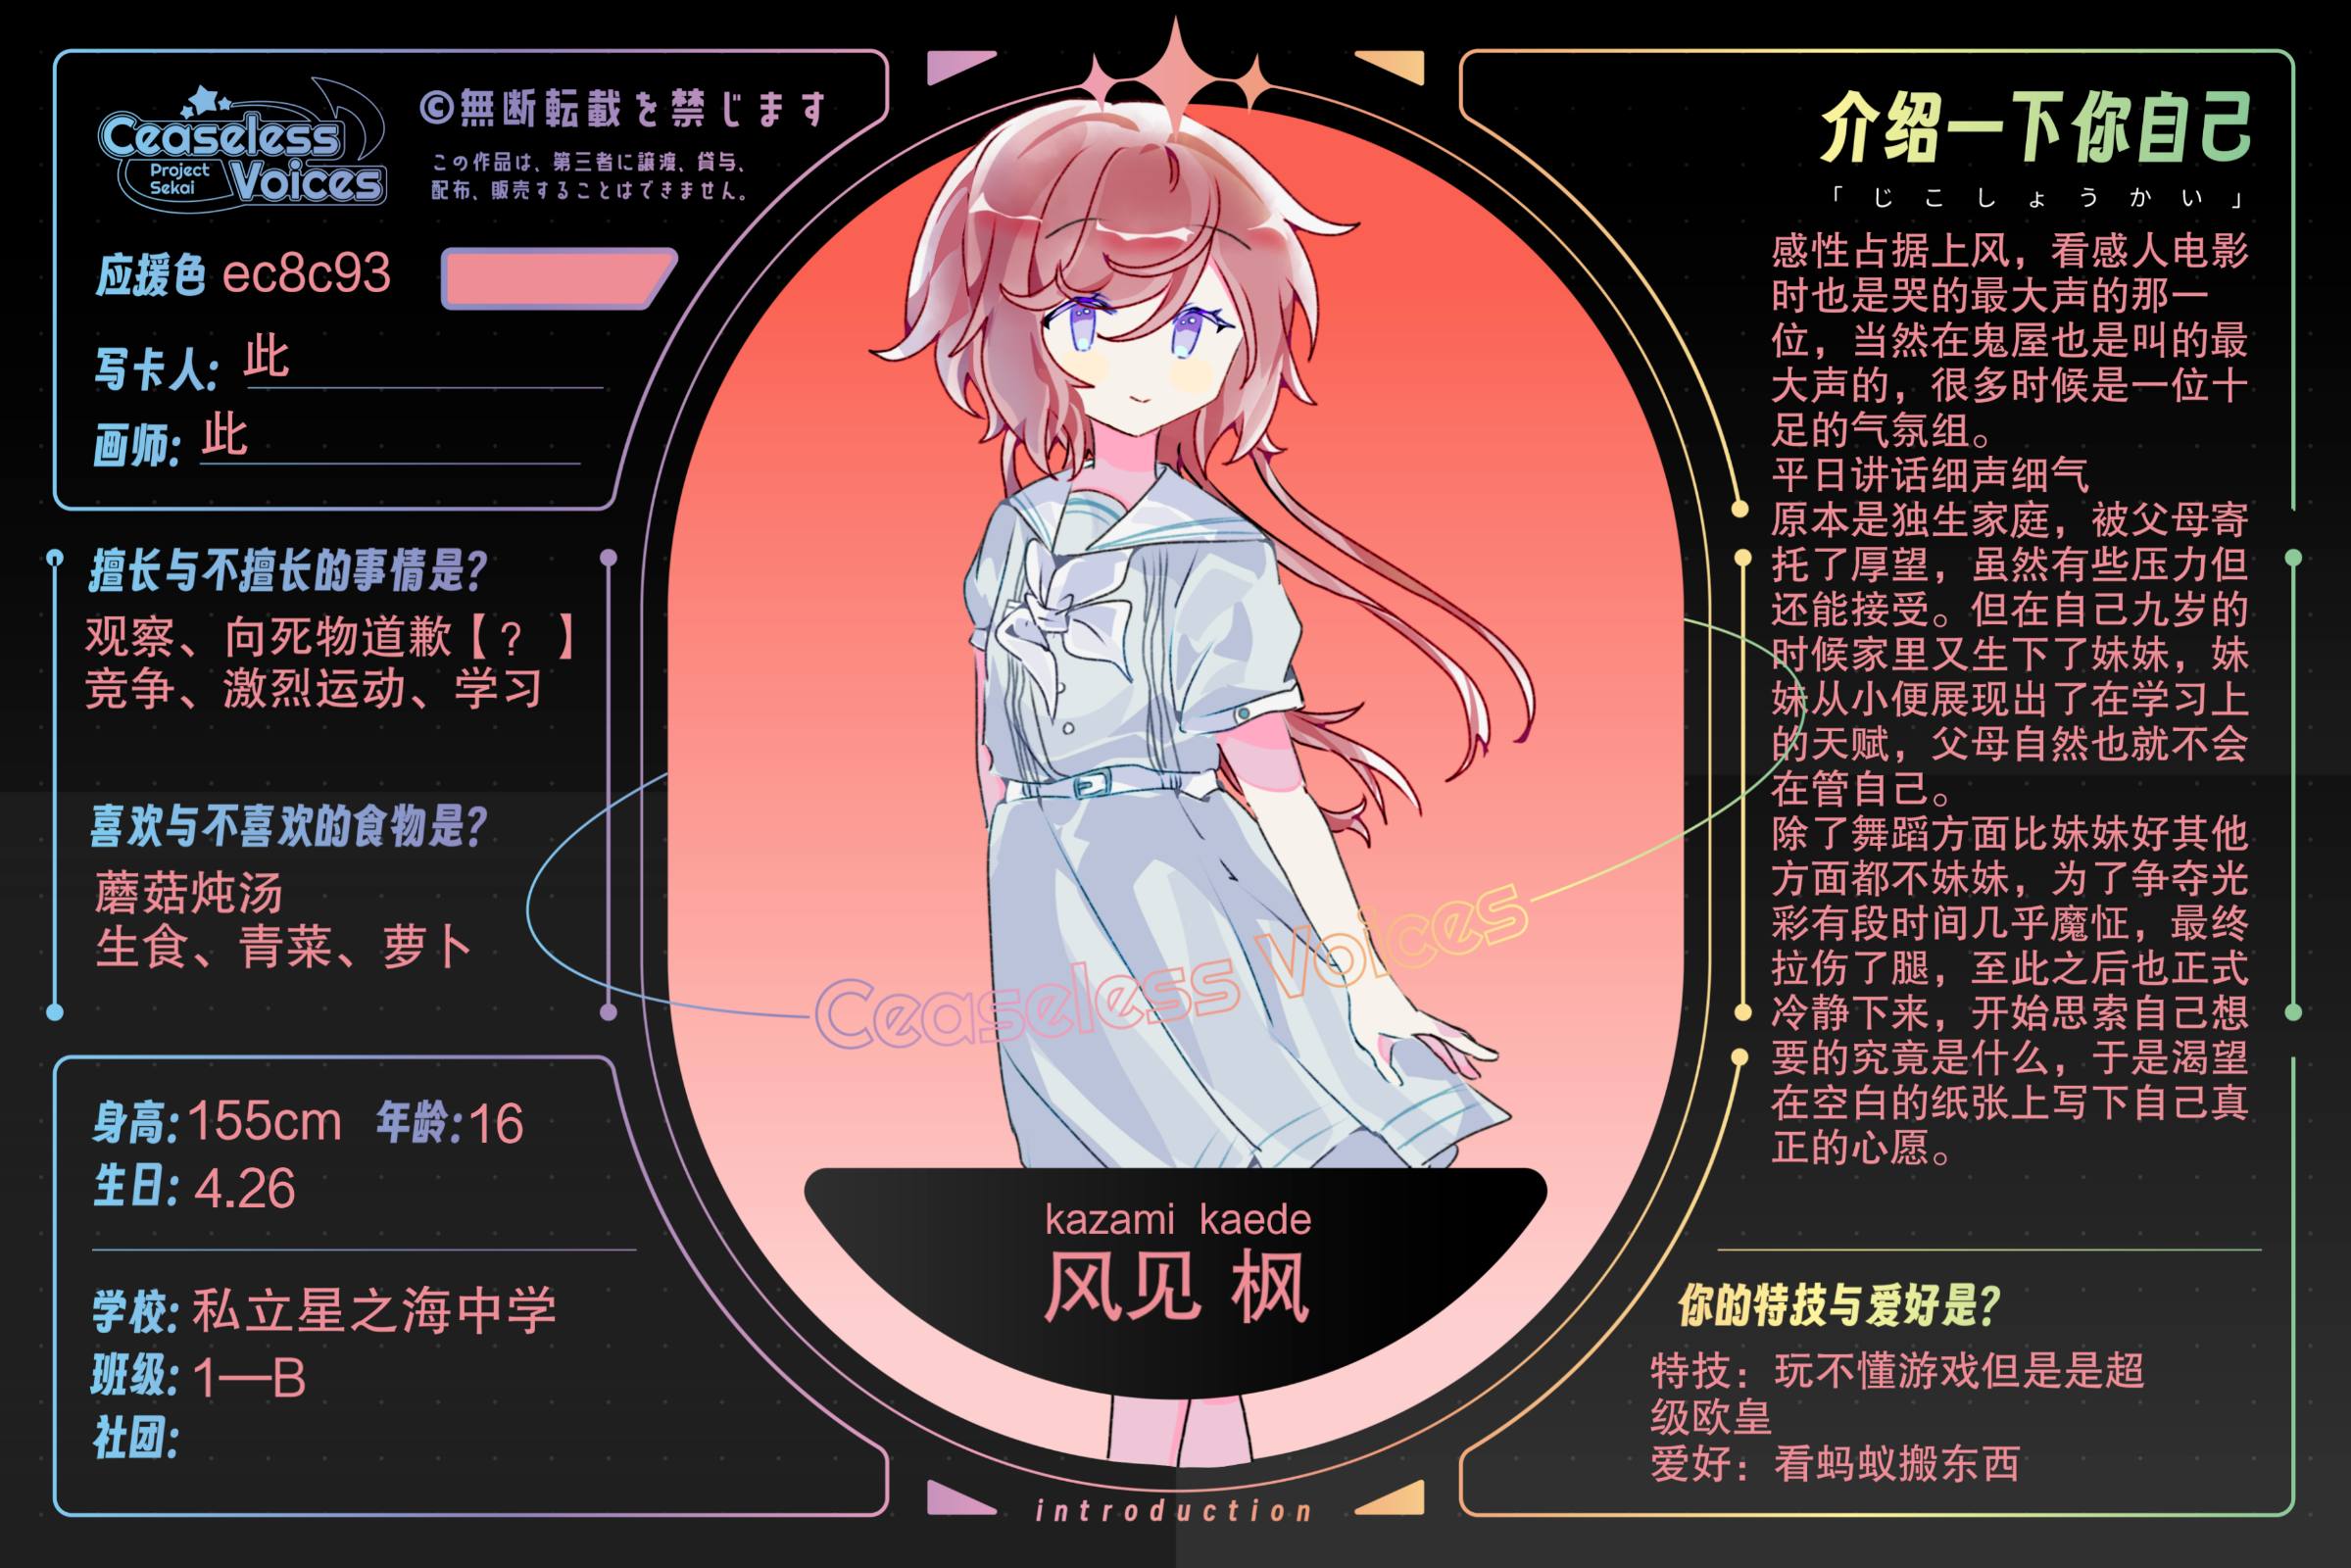 Ceaseless
Project
Sekai
Voices
©無断転載を禁じます
この作品は、第三者に譲渡、貸与、
配布、販売することはできません。
应援色 ec8c93
写卡人: 此
画师: 此
擅长与不擅长的事情是?
观察、向死物道歉【? 】
竞争、激烈运动、学习
喜欢与不喜欢的食物是?
蘑菇炖汤
生食、青菜、萝卜
身高:155cm 年龄:16
生日: 4.26
学校: 私立星之海中学
班级: 1—B
社团:
Ceaseless Voices
kazami kaede
风见 枫
introduction
介绍一下你自己
「じこしょうかい」
感性占据上风，看感人电影
时也是哭的最大声的那一
位，当然在鬼屋也是叫的最
大声的，很多时候是一位十
足的气氛组。
平日讲话细声细气
原本是独生家庭，被父母寄
托了厚望，虽然有些压力但
还能接受。但在自己九岁的
时候家里又生下了妹妹，妹
妹从小便展现出了在学习上
的天赋，父母自然也就不会
在管自己。
除了舞蹈方面比妹妹好其他
方面都不妹妹，为了争夺光
彩有段时间几乎魔怔，最终
拉伤了腿，至此之后也正式
冷静下来，开始思索自己想
要的究竟是什么，于是渴望
在空白的纸张上写下自己真
正的心愿。
你的特技与爱好是?
特技：玩不懂游戏但是是超
级欧皇
爱好：看蚂蚁搬东西